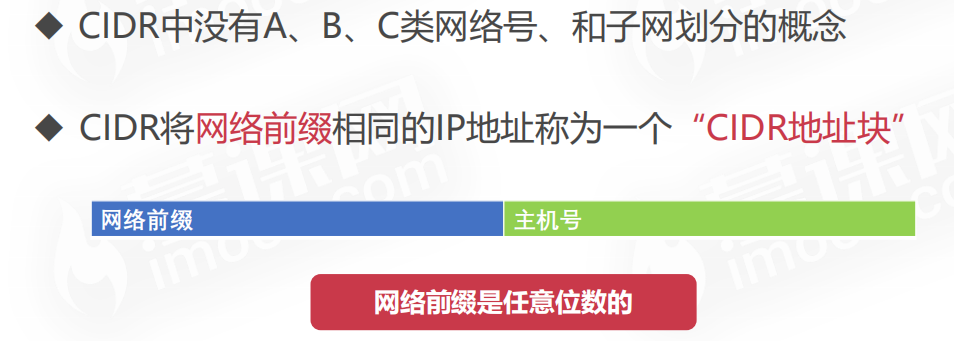 ◆ CIDR中没有A、B、C类网络号、和子网划分的概念
◆ CIDR将网络前缀相同的IP地址称为一个“CIDR地址块”
网络前缀
主机号
网络前缀是任意位数的